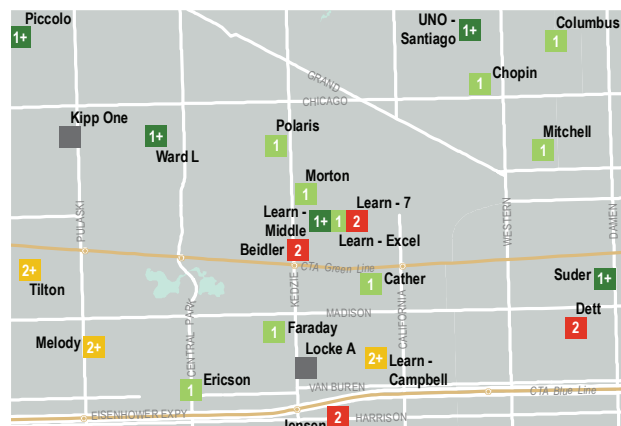 Piccolo
1+
UNO -
Santiago
1+
Columbus
1
GRAND
Chopin
1
CHICAGO
Kipp One
1+
Ward L
Polaris
1
Mitchell
1
Morton
1
Learn - 7
Learn -
Middle
1+
1
2
Learn - Excel
PULASKI
WESTERN
DAMEN
Beidler
2
CTA Green Line
2+
Tilton
KEDZIE
Cather
1
CALIFORNIA
Suder
1+
Dett
2
CENTRAL PARK
MADISON
Faraday
1
Melody
2+
Locke A
2+
Learn -
Campbell
Ericson
1
VAN BUREN
CTA Blue Line
EISENHOWER EXPY
2
HARRISON